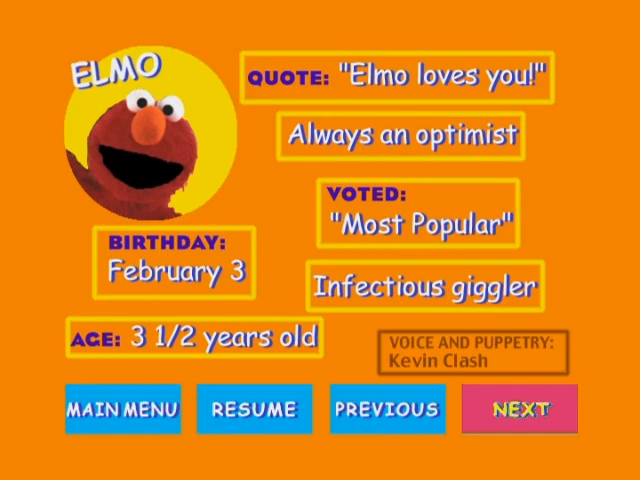 ELMO
QUOTE: "Elmo loves you!"
Always an optimist
VOTED:
"Most Popular"
BIRTHDAY:
February 3
Infectious giggler
AGE: 3 1/2 years old
VOICE AND PUPPETRY:
Kevin Clash
MAIN MENU
RESUME
PREVIOUS
NEXT